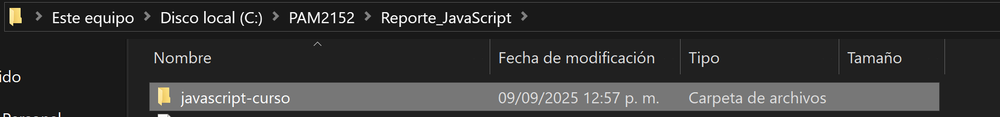 Este equipo > Disco local (C:) > PAM2152 > Reporte_JavaScript >
Nombre Fecha de modificación Tipo Tamaño
ido
javascript-curso 09/09/2025 12:57 p. m. Carpeta de archivos
Personal